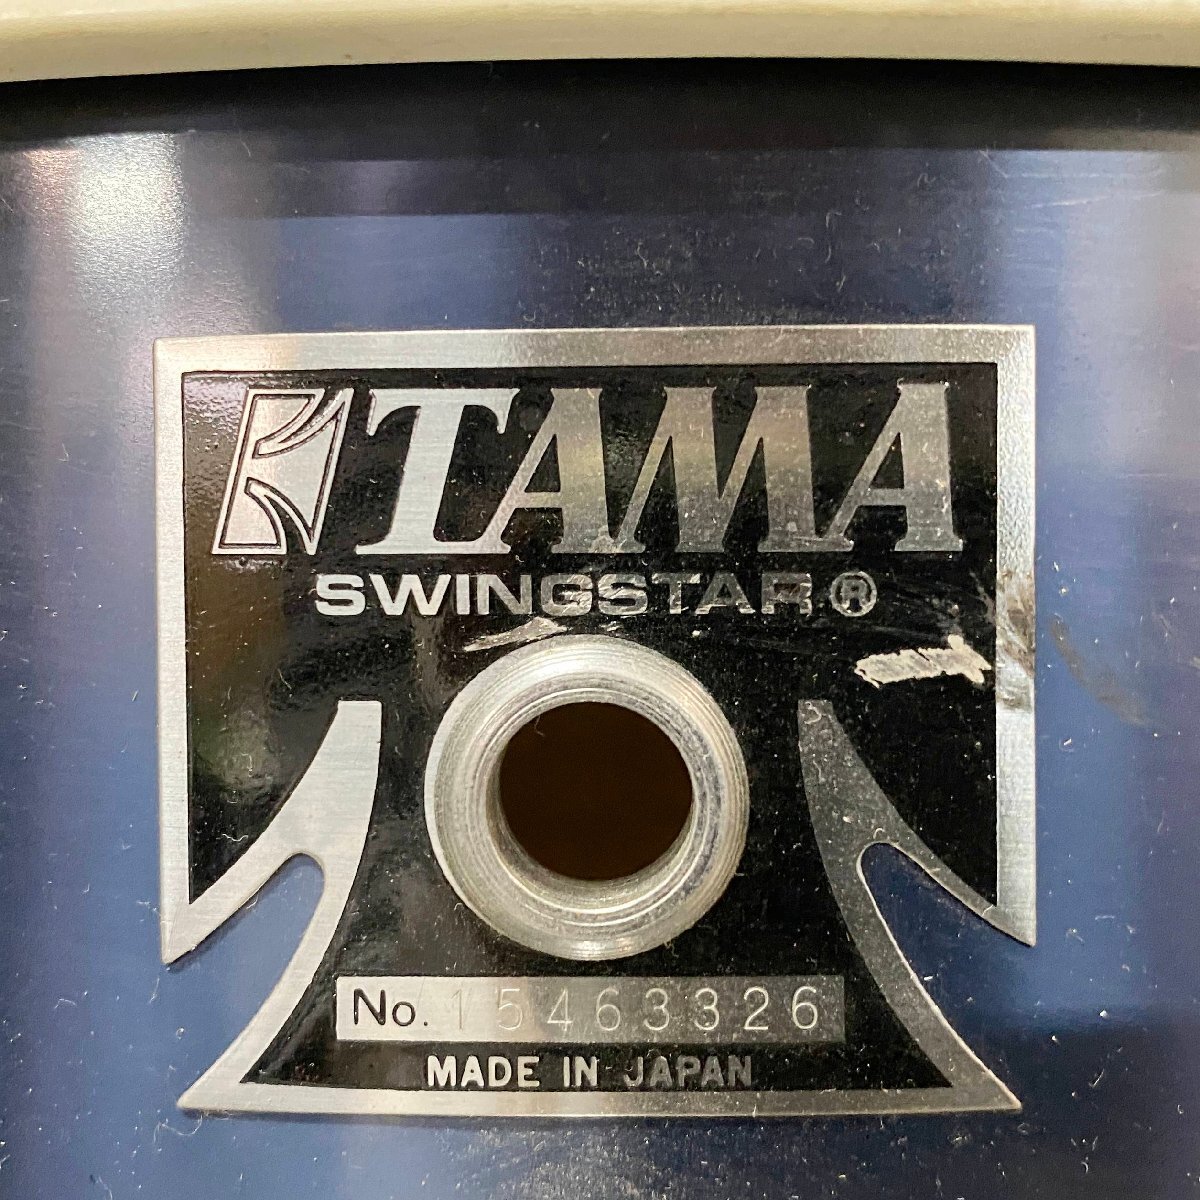 TAMA
SWINGSTAR®
No. 15463326
MADE IN JAPAN